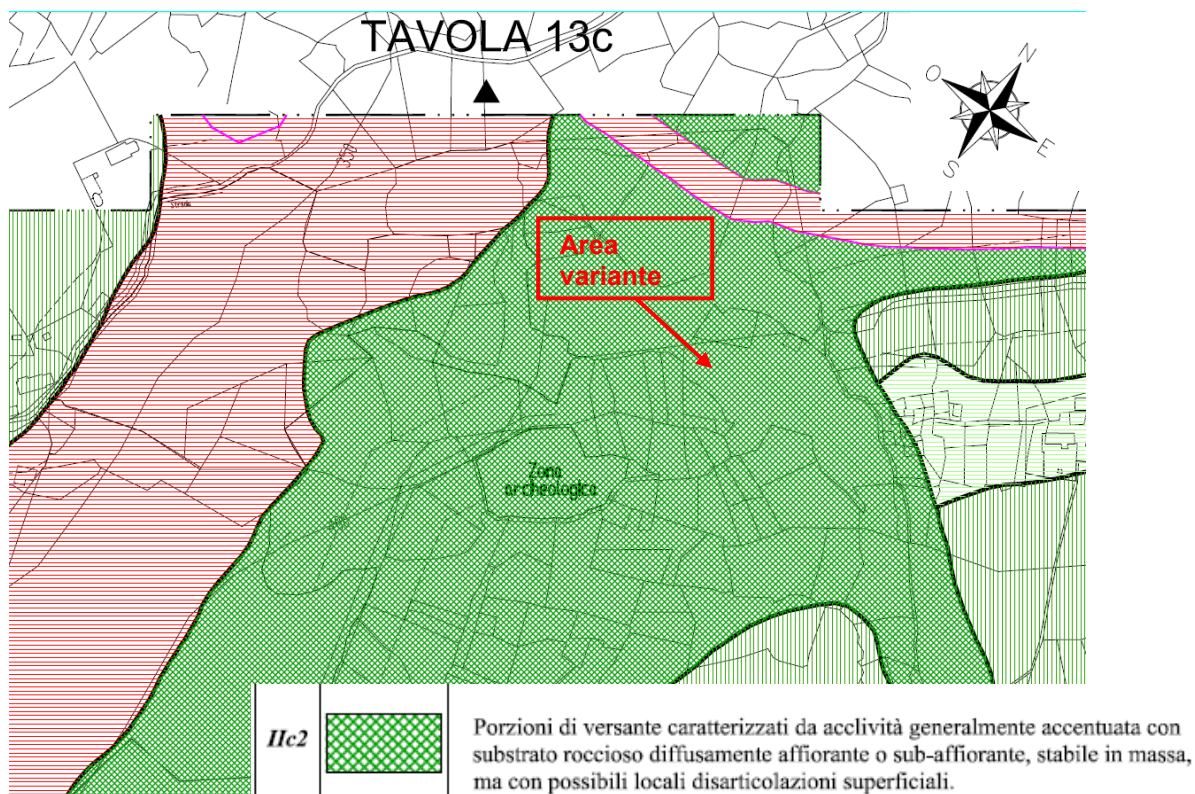 TAVOLA 13c
N
O
E
S
Strada
Area
variante
Zona
archeologica
IIc2
Porzioni di versante caratterizzati da acclività generalmente accentuata con
substrato roccioso diffusamente affiorante o sub-affiorante, stabile in massa,
ma con possibili locali disarticolazioni superficiali.